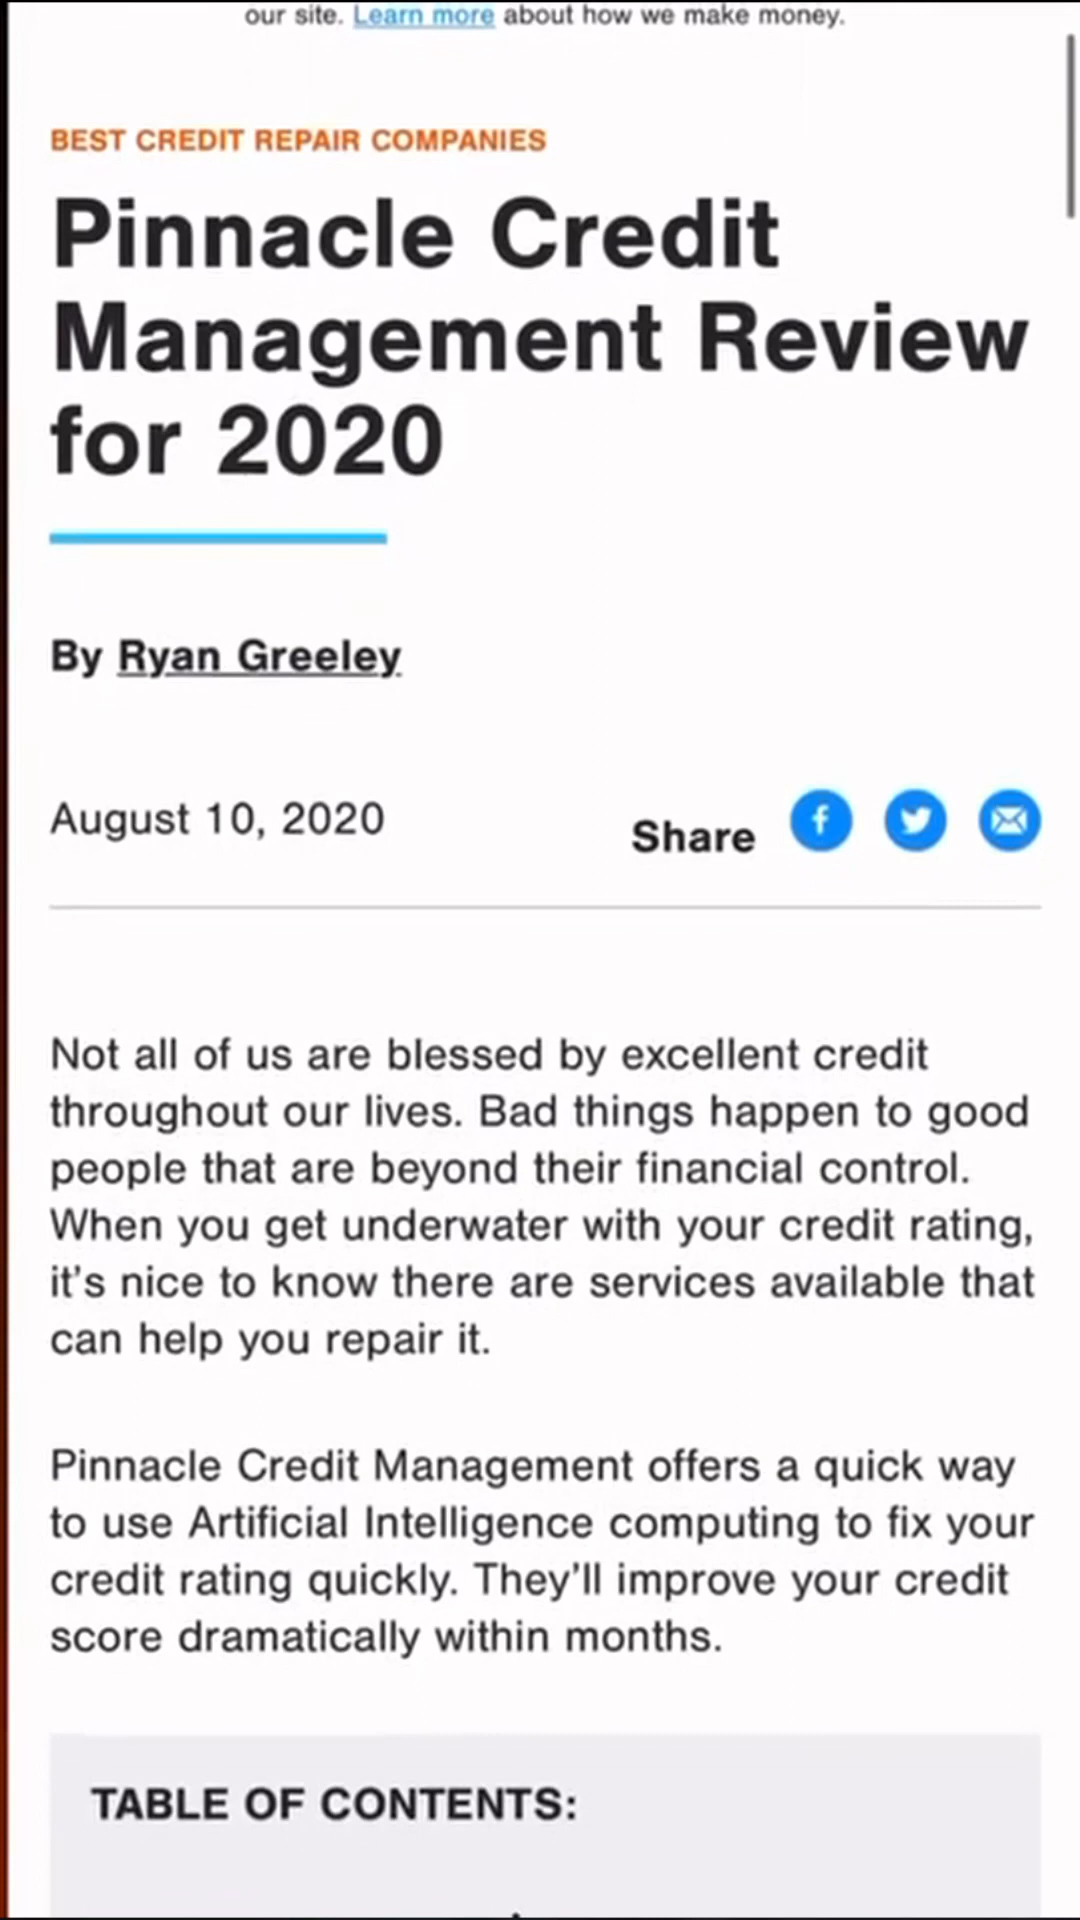 our site. Learn more about how we make money.
BEST CREDIT REPAIR COMPANIES
Pinnacle Credit
Management Review
for 2020
By Ryan Greeley
August 10, 2020
Share
Not all of us are blessed by excellent credit
throughout our lives. Bad things happen to good
people that are beyond their financial control.
When you get underwater with your credit rating,
it's nice to know there are services available that
can help you repair it.
Pinnacle Credit Management offers a quick way
to use Artificial Intelligence computing to fix your
credit rating quickly. They'll improve your credit
score dramatically within months.
TABLE OF CONTENTS: